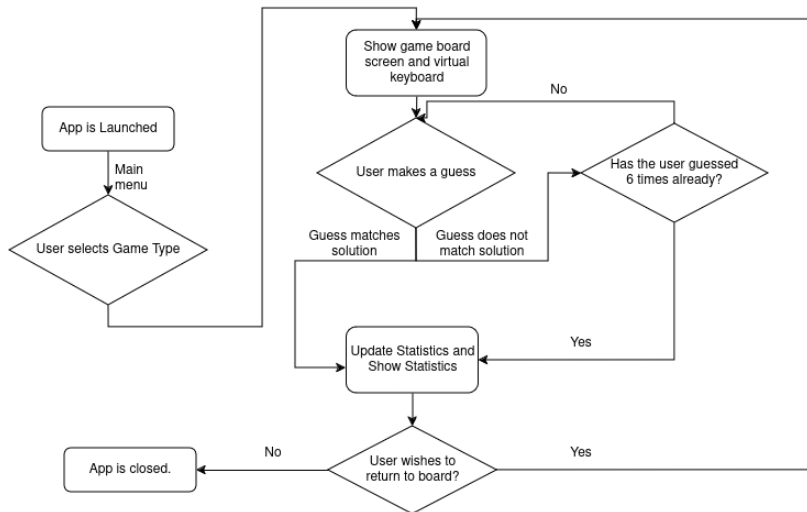 Show game board
screen and virtual
keyboard
No
App is Launched
Main
menu
User makes a guess
Has the user guessed
6 times already?
User selects Game Type
Guess matches
solution
Guess does not
match solution
Update Statistics and
Show Statistics
Yes
No
User wishes to
return to board?
Yes
App is closed.